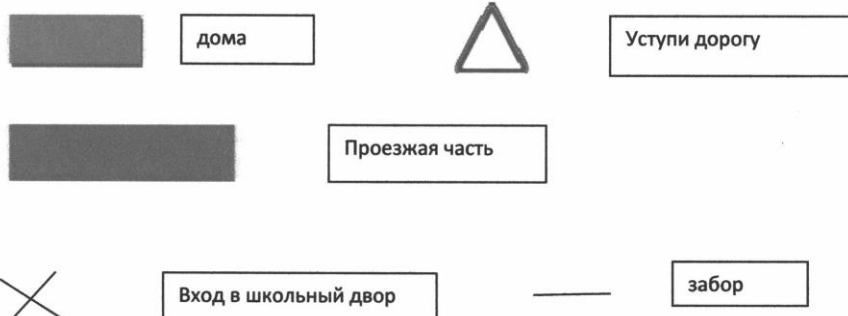 дома
Уступи дорогу
Проезжая часть
Вход в школьный двор
забор